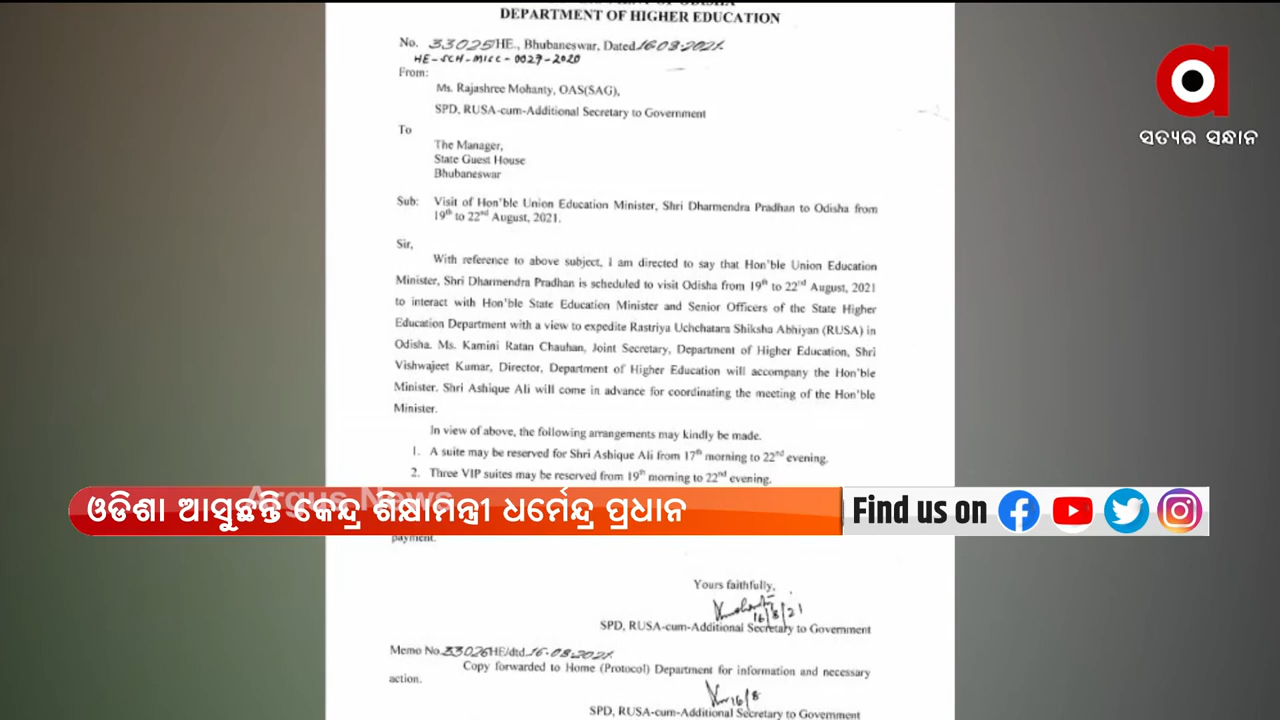 DEPARTMENT OF HIGHER EDUCATION
No. 33025/HE., Bhubaneswar, Dated 16.08.2021.
HE-SCH-MISC-0027-2020
From:
Ms. Rajashree Mohanty, OAS(SAG),
SPD, RUSA-cum-Additional Secretary to Government
To
The Manager,
State Guest House
Bhubaneswar
Sub: Visit of Hon'ble Union Education Minister, Shri Dharmendra Pradhan to Odisha from
19th to 22nd August, 2021.
Sir,
With reference to above subject, I am directed to say that Hon'ble Union Education
Minister, Shri Dharmendra Pradhan is scheduled to visit Odisha from 19th to 22nd August, 2021
to interact with Hon'ble State Education Minister and Senior Officers of the State Higher
Education Department with a view to expedite Rastriya Uchchatara Shiksha Abhiyan (RUSA) in
Odisha. Ms. Kamini Ratan Chauhan, Joint Secretary, Department of Higher Education, Shri
Vishwajeet Kumar, Director, Department of Higher Education will accompany the Hon'ble
Minister. Shri Ashique Ali will come in advance for coordinating the meeting of the Hon'ble
Minister.
In view of above, the following arrangements may kindly be made.
1. A suite may be reserved for Shri Ashique Ali from 17th morning to 22nd evening.
2. Three VIP suites may be reserved from 19th morning to 22nd evening.
payment.
Yours faithfully,
16/8/21
SPD, RUSA-cum-Additional Secretary to Government
Memo No. 33026/HE/dtd. 16.08.2021.
Copy forwarded to Home (Protocol) Department for information and necessary
action.
16/8
SPD, RUSA-cum-Additional Secretary to Government
ସତ୍ୟର ସନ୍ଧାନ
Argus News
ଓଡିଶା ଆସୁଛନ୍ତି କେନ୍ଦ୍ର ଶିକ୍ଷାମନ୍ତ୍ରୀ ଧର୍ମେନ୍ଦ୍ର ପ୍ରଧାନ
Find us on